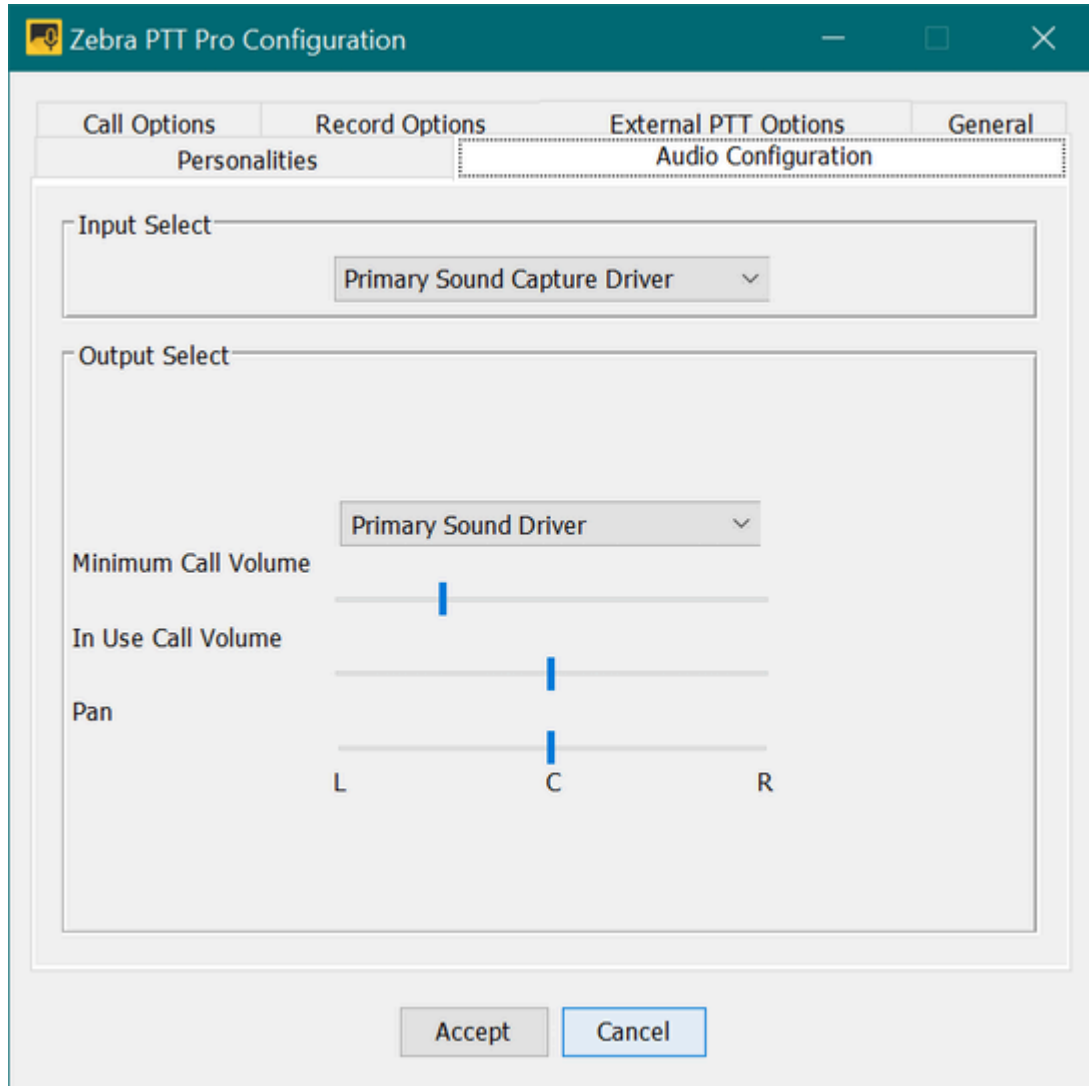 Zebra PTT Pro Configuration
Call Options Record Options External PTT Options General
Personalities Audio Configuration
Input Select
Primary Sound Capture Driver
Output Select
Primary Sound Driver
Minimum Call Volume
In Use Call Volume
Pan
L C R
Accept Cancel